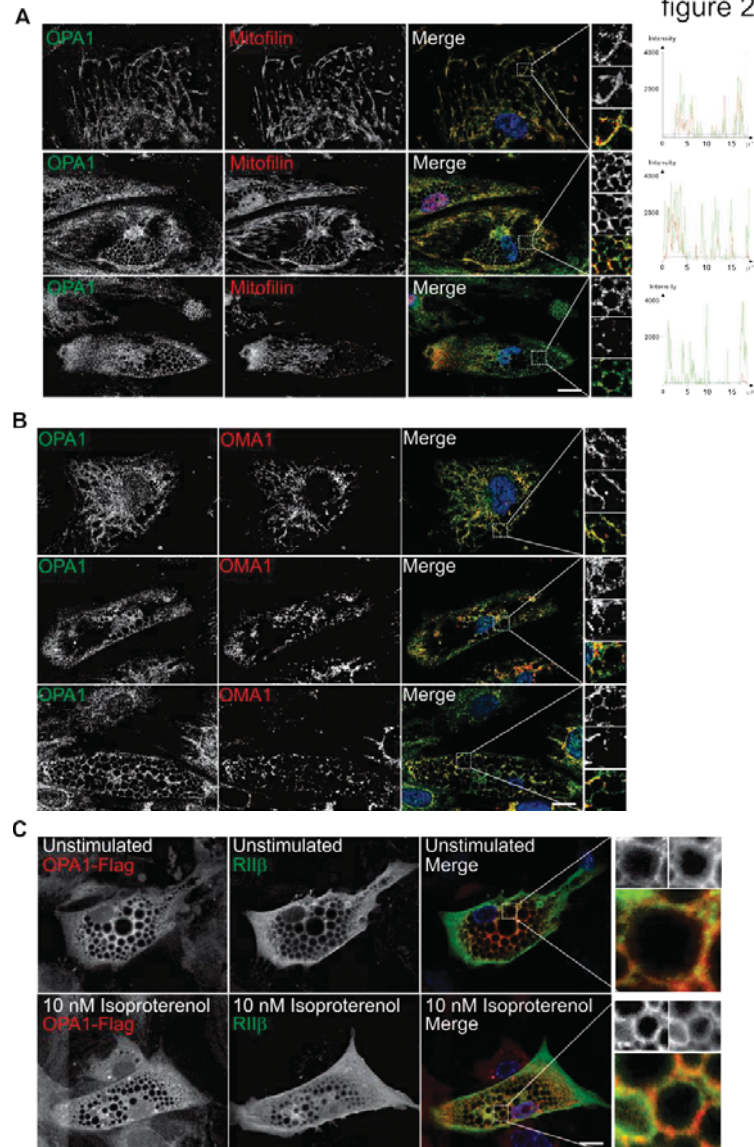 figure 2
A
OPA1 Mitofilin Merge
Intensity
4000
2000
0 5 10 15
OPA1 Mitofilin Merge
Intensity
4000
2000
0 5 10 15
OPA1 Mitofilin Merge
Intensity
4000
2000
0 5 10 15
B
OPA1 OMA1 Merge
OPA1 OMA1 Merge
OPA1 OMA1 Merge
C
Unstimulated Unstimulated Unstimulated
OPA1-Flag RIIβ Merge
10 nM Isoproterenol 10 nM Isoproterenol 10 nM Isoproterenol
OPA1-Flag RIIβ Merge